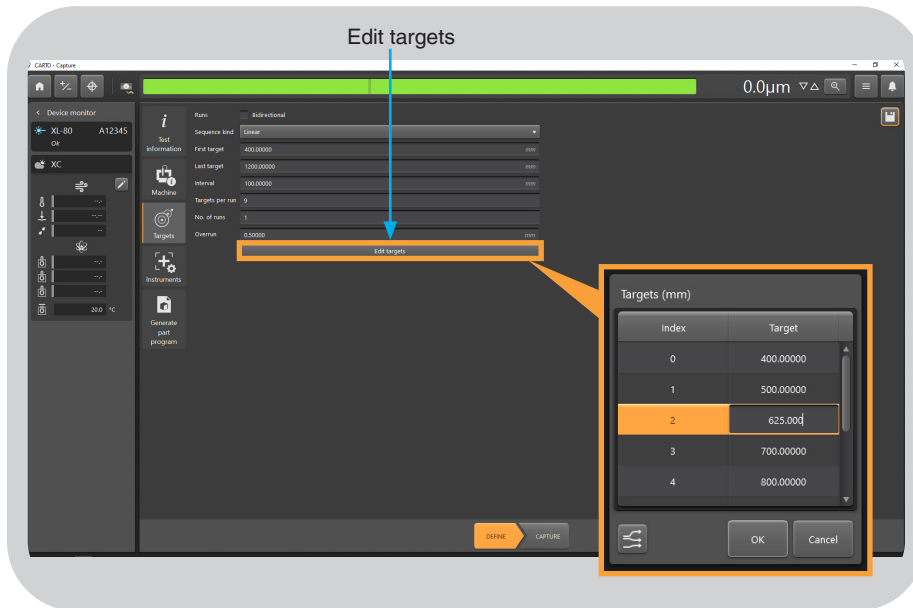 Edit targets
CARTO - Capture
0.0µm
Device monitor
XL-80 A12345
Ok
XC
--.-
--.--
--
--.-
--.-
--.-
20.0 °C
Test
information
Machine
Targets
Instruments
Generate
part
program
Runs Bidirectional
Sequence kind Linear
First target 400.00000 mm
Last target 1200.00000 mm
Interval 100.00000 mm
Targets per run 9
No. of runs 1
Overrun 0.50000 mm
Edit targets
Targets (mm)
Index Target
0 400.00000
1 500.00000
2 625.000
3 700.00000
4 800.00000
OK Cancel
DEFINE CAPTURE